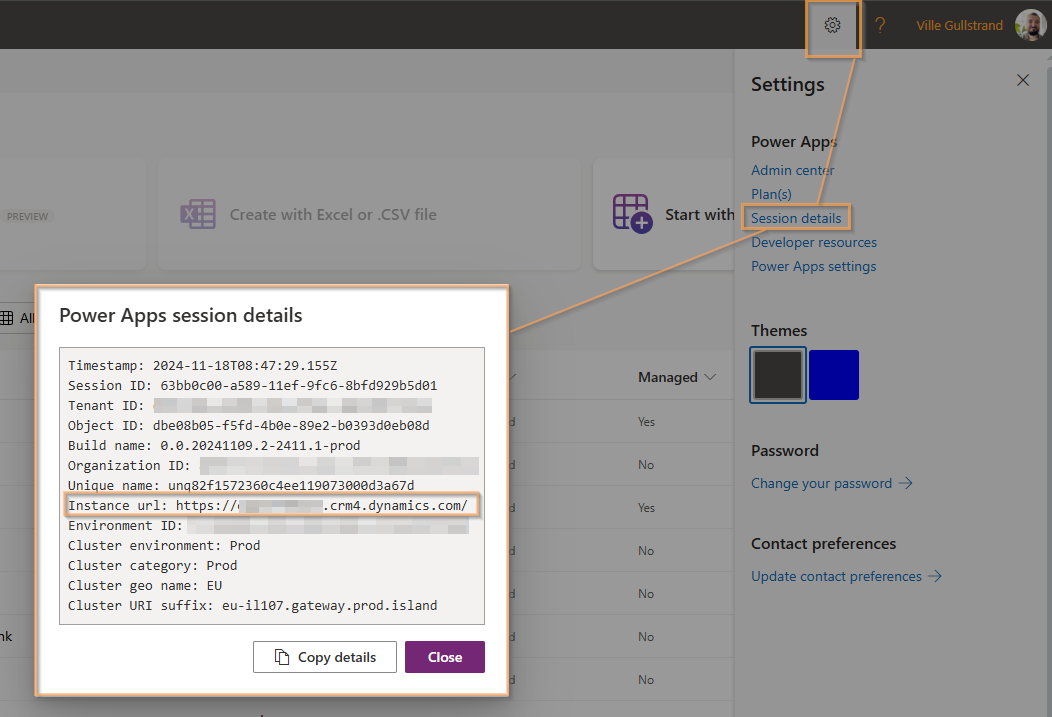 ?
Ville Gullstrand
Settings
Power Apps
Admin center
Plan(s)
Session details
Developer resources
Power Apps settings
Themes
Password
Change your password
Contact preferences
Update contact preferences
PREVIEW
Create with Excel or .CSV file
Start with
All
Managed
Yes
No
Yes
No
No
No
No
Power Apps session details
Timestamp: 2024-11-18T08:47:29.155Z
Session ID: 63bb0c00-a589-11ef-9fc6-8bfd929b5d01
Tenant ID:
Object ID: dbe08b05-f5fd-4b0e-89e2-b0393d0eb08d
Build name: 0.0.20241109.2-2411.1-prod
Organization ID:
Unique name: unq82f1572360c4ee119073000d3a67d
Instance url: https:// .crm4.dynamics.com/
Environment ID:
Cluster environment: Prod
Cluster category: Prod
Cluster geo name: EU
Cluster URI suffix: eu-il107.gateway.prod.island
Copy details
Close